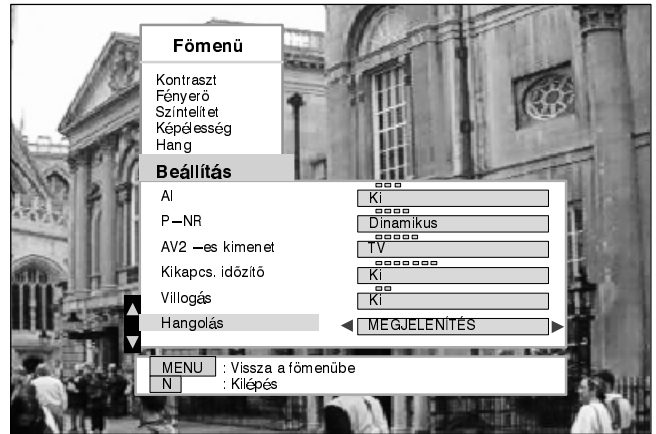 Fömenü
Kontraszt
Fényerö
Színtelítet
Képélesség
Hang
Beállítás
AI
Ki
P–NR
Dinamikus
AV2 –es kimenet
TV
Kikapcs. időzítő
Ki
Villogás
Ki
Hangolás
MEGJELENÍTÉS
MENU : Vissza a fömenübe
N : Kilépés